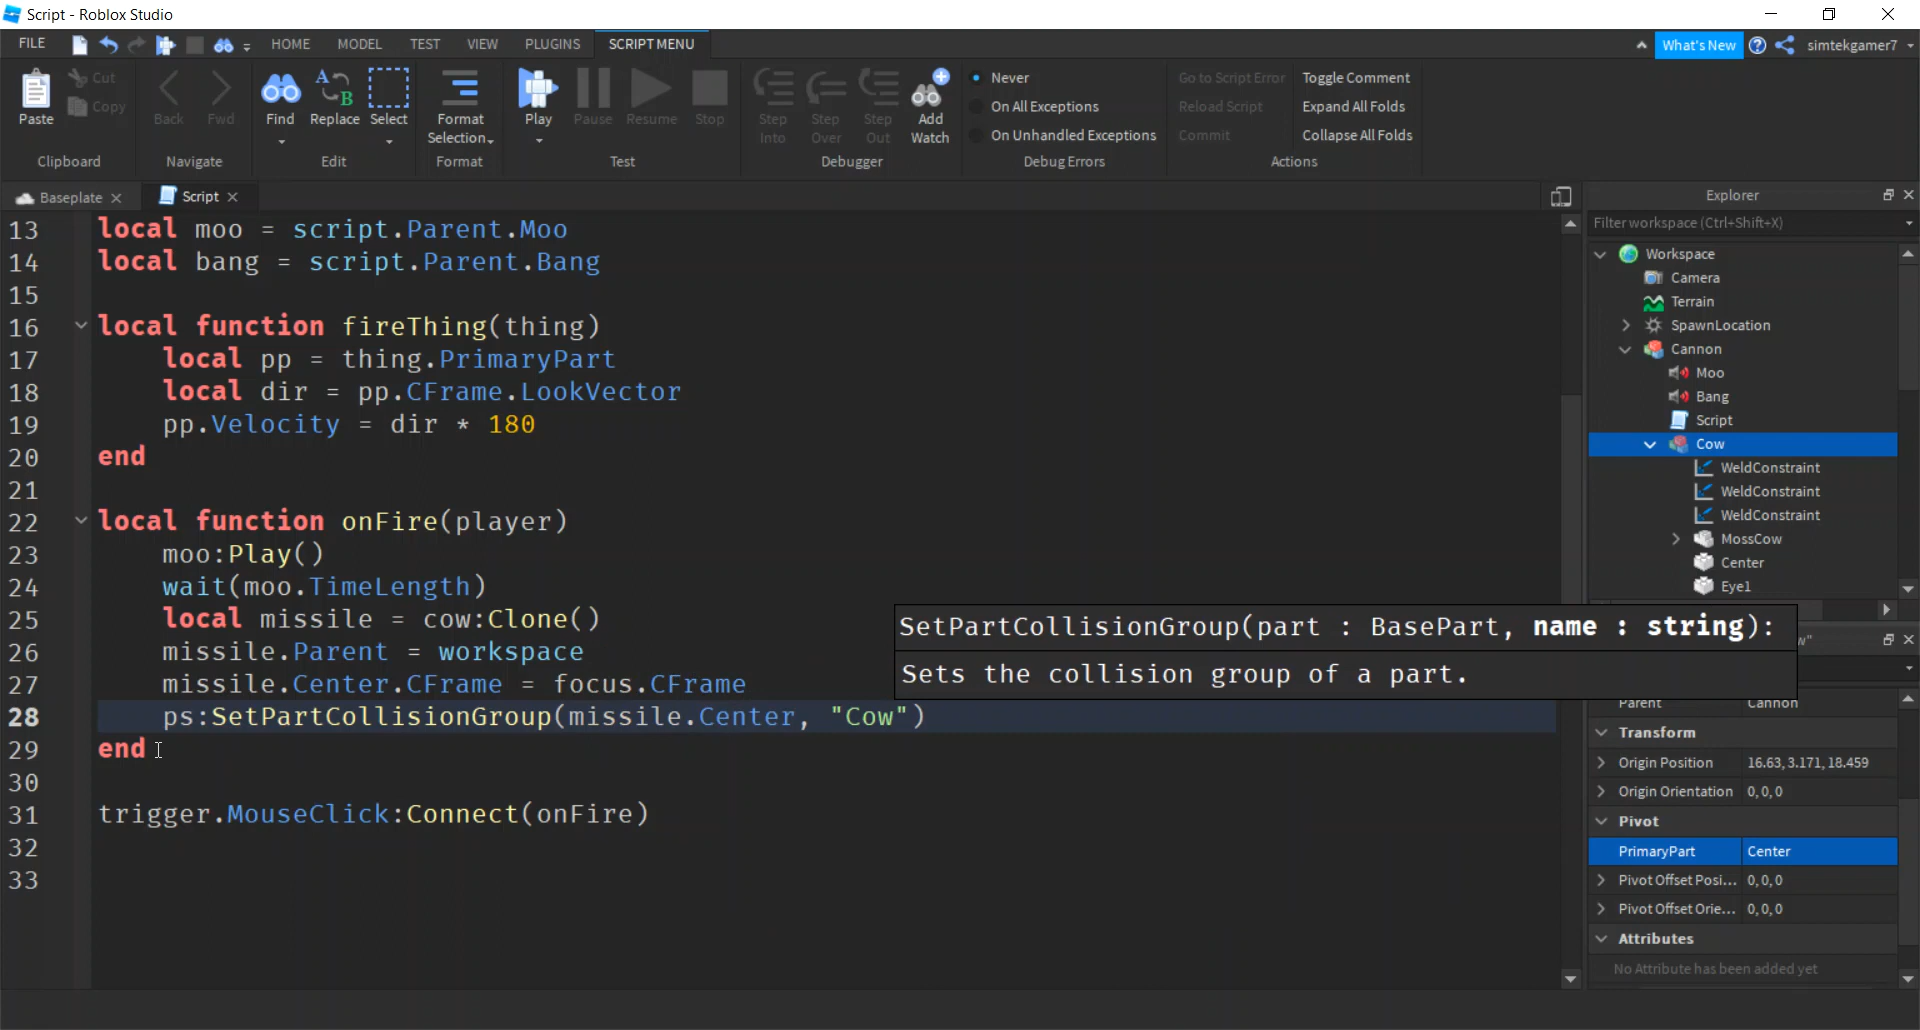 Script - Roblox Studio
FILE HOME MODEL TEST VIEW PLUGINS SCRIPT MENU What's New simtekgamer7
Paste Cut Copy
Clipboard
Back Fwd
Navigate
Find Replace Select
Edit
Format Selection
Format
Play Pause Resume Stop
Test
Step Into Step Over Step Out Add Watch
Debugger
Never
On All Exceptions
On Unhandled Exceptions
Debug Errors
Go to Script Error Toggle Comment
Reload Script Expand All Folds
Commit Collapse All Folds
Actions
Baseplate Script
13 local moo = script.Parent.Moo
14 local bang = script.Parent.Bang
15
16 local function fireThing(thing)
17 local pp = thing.PrimaryPart
18 local dir = pp.CFrame.LookVector
19 pp.Velocity = dir * 180
20 end
21
22 local function onFire(player)
23 moo:Play()
24 wait(moo.TimeLength)
25 local missile = cow:Clone()
26 missile.Parent = workspace
27 missile.Center.CFrame = focus.CFrame
28 ps:SetPartCollisionGroup(missile.Center, "Cow")
29 end
30
31 trigger.MouseClick:Connect(onFire)
32
33
SetPartCollisionGroup(part : BasePart, name : string):
Sets the collision group of a part.
Explorer
Filter workspace (Ctrl+Shift+X)
Workspace
Camera
Terrain
SpawnLocation
Cannon
Moo
Bang
Script
Cow
WeldConstraint
WeldConstraint
WeldConstraint
MossCow
Center
Eye1
Parent Cannon
Transform
Origin Position 16.63, 3.171, 18.459
Origin Orientation 0, 0, 0
Pivot
PrimaryPart Center
Pivot Offset Posi... 0, 0, 0
Pivot Offset Orie... 0, 0, 0
Attributes
No Attribute has been added yet